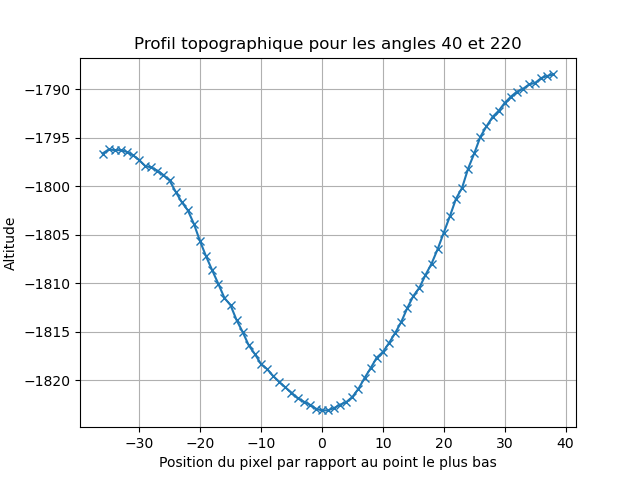 Profil topographique pour les angles 40 et 220
Altitude
−1790
−1795
−1800
−1805
−1810
−1815
−1820
−30 −20 −10 0 10 20 30 40
Position du pixel par rapport au point le plus bas